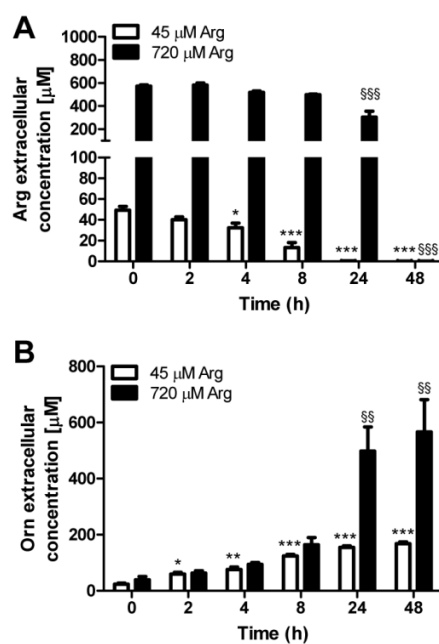 A
45 µM Arg
720 µM Arg
Arg extracellular
concentration [µM]
1000
800
600
400
200
100
80
60
40
20
0
*
***
***
§§§
***
§§§
0 2 4 8 24 48
Time (h)
B
45 µM Arg
720 µM Arg
Orn extracellular
concentration [µM]
800
600
400
200
0
*
**
***
***
§§
***
§§
0 2 4 8 24 48
Time (h)